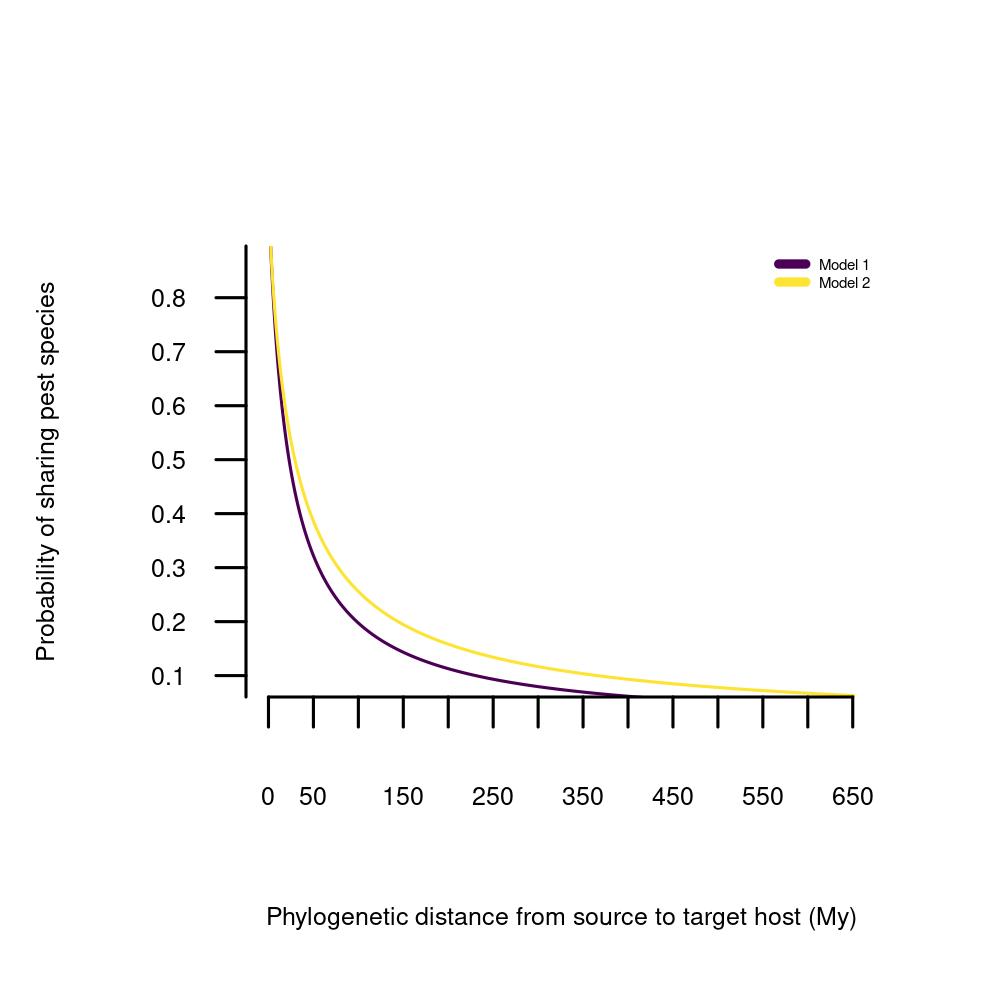 Model 1
Model 2
Probability of sharing pest species
0.8
0.7
0.6
0.5
0.4
0.3
0.2
0.1
0 50 150 250 350 450 550 650
Phylogenetic distance from source to target host (My)